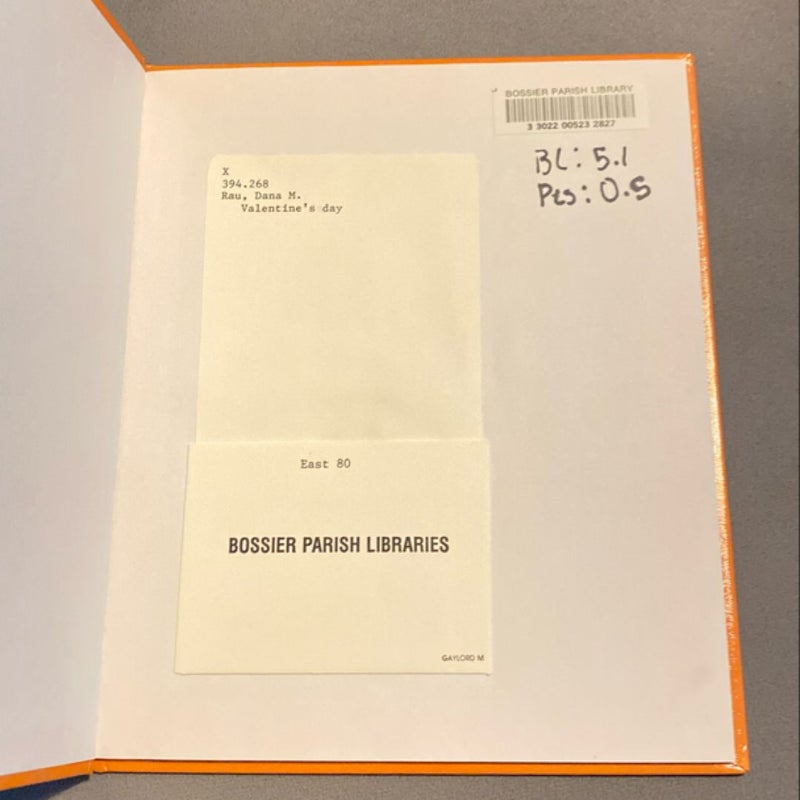 BOSSIER PARISH LIBRARY
3 3022 00523 2827
BL: 5.1
Pts: 0.5
X
394.268
Rau, Dana M.
Valentine's day
East 80
BOSSIER PARISH LIBRARIES
GAYLORD M